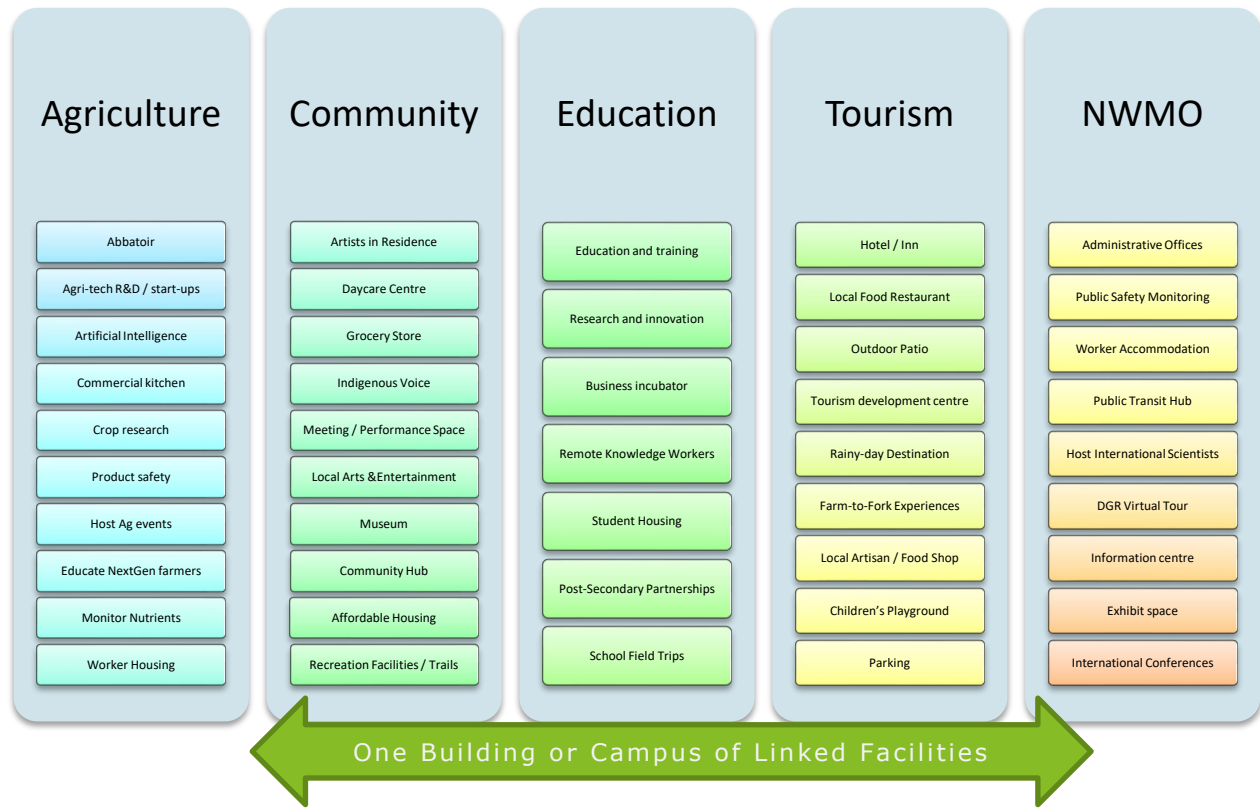 Agriculture
Abbatoir
Agri-tech R&D / start-ups
Artificial Intelligence
Commercial kitchen
Crop research
Product safety
Host Ag events
Educate NextGen farmers
Monitor Nutrients
Worker Housing
Community
Artists in Residence
Daycare Centre
Grocery Store
Indigenous Voice
Meeting / Performance Space
Local Arts &Entertainment
Museum
Community Hub
Affordable Housing
Recreation Facilities / Trails
Education
Education and training
Research and innovation
Business incubator
Remote Knowledge Workers
Student Housing
Post-Secondary Partnerships
School Field Trips
Tourism
Hotel / Inn
Local Food Restaurant
Outdoor Patio
Tourism development centre
Rainy-day Destination
Farm-to-Fork Experiences
Local Artisan / Food Shop
Children’s Playground
Parking
NWMO
Administrative Offices
Public Safety Monitoring
Worker Accommodation
Public Transit Hub
Host International Scientists
DGR Virtual Tour
Information centre
Exhibit space
International Conferences
One Building or Campus of Linked Facilities